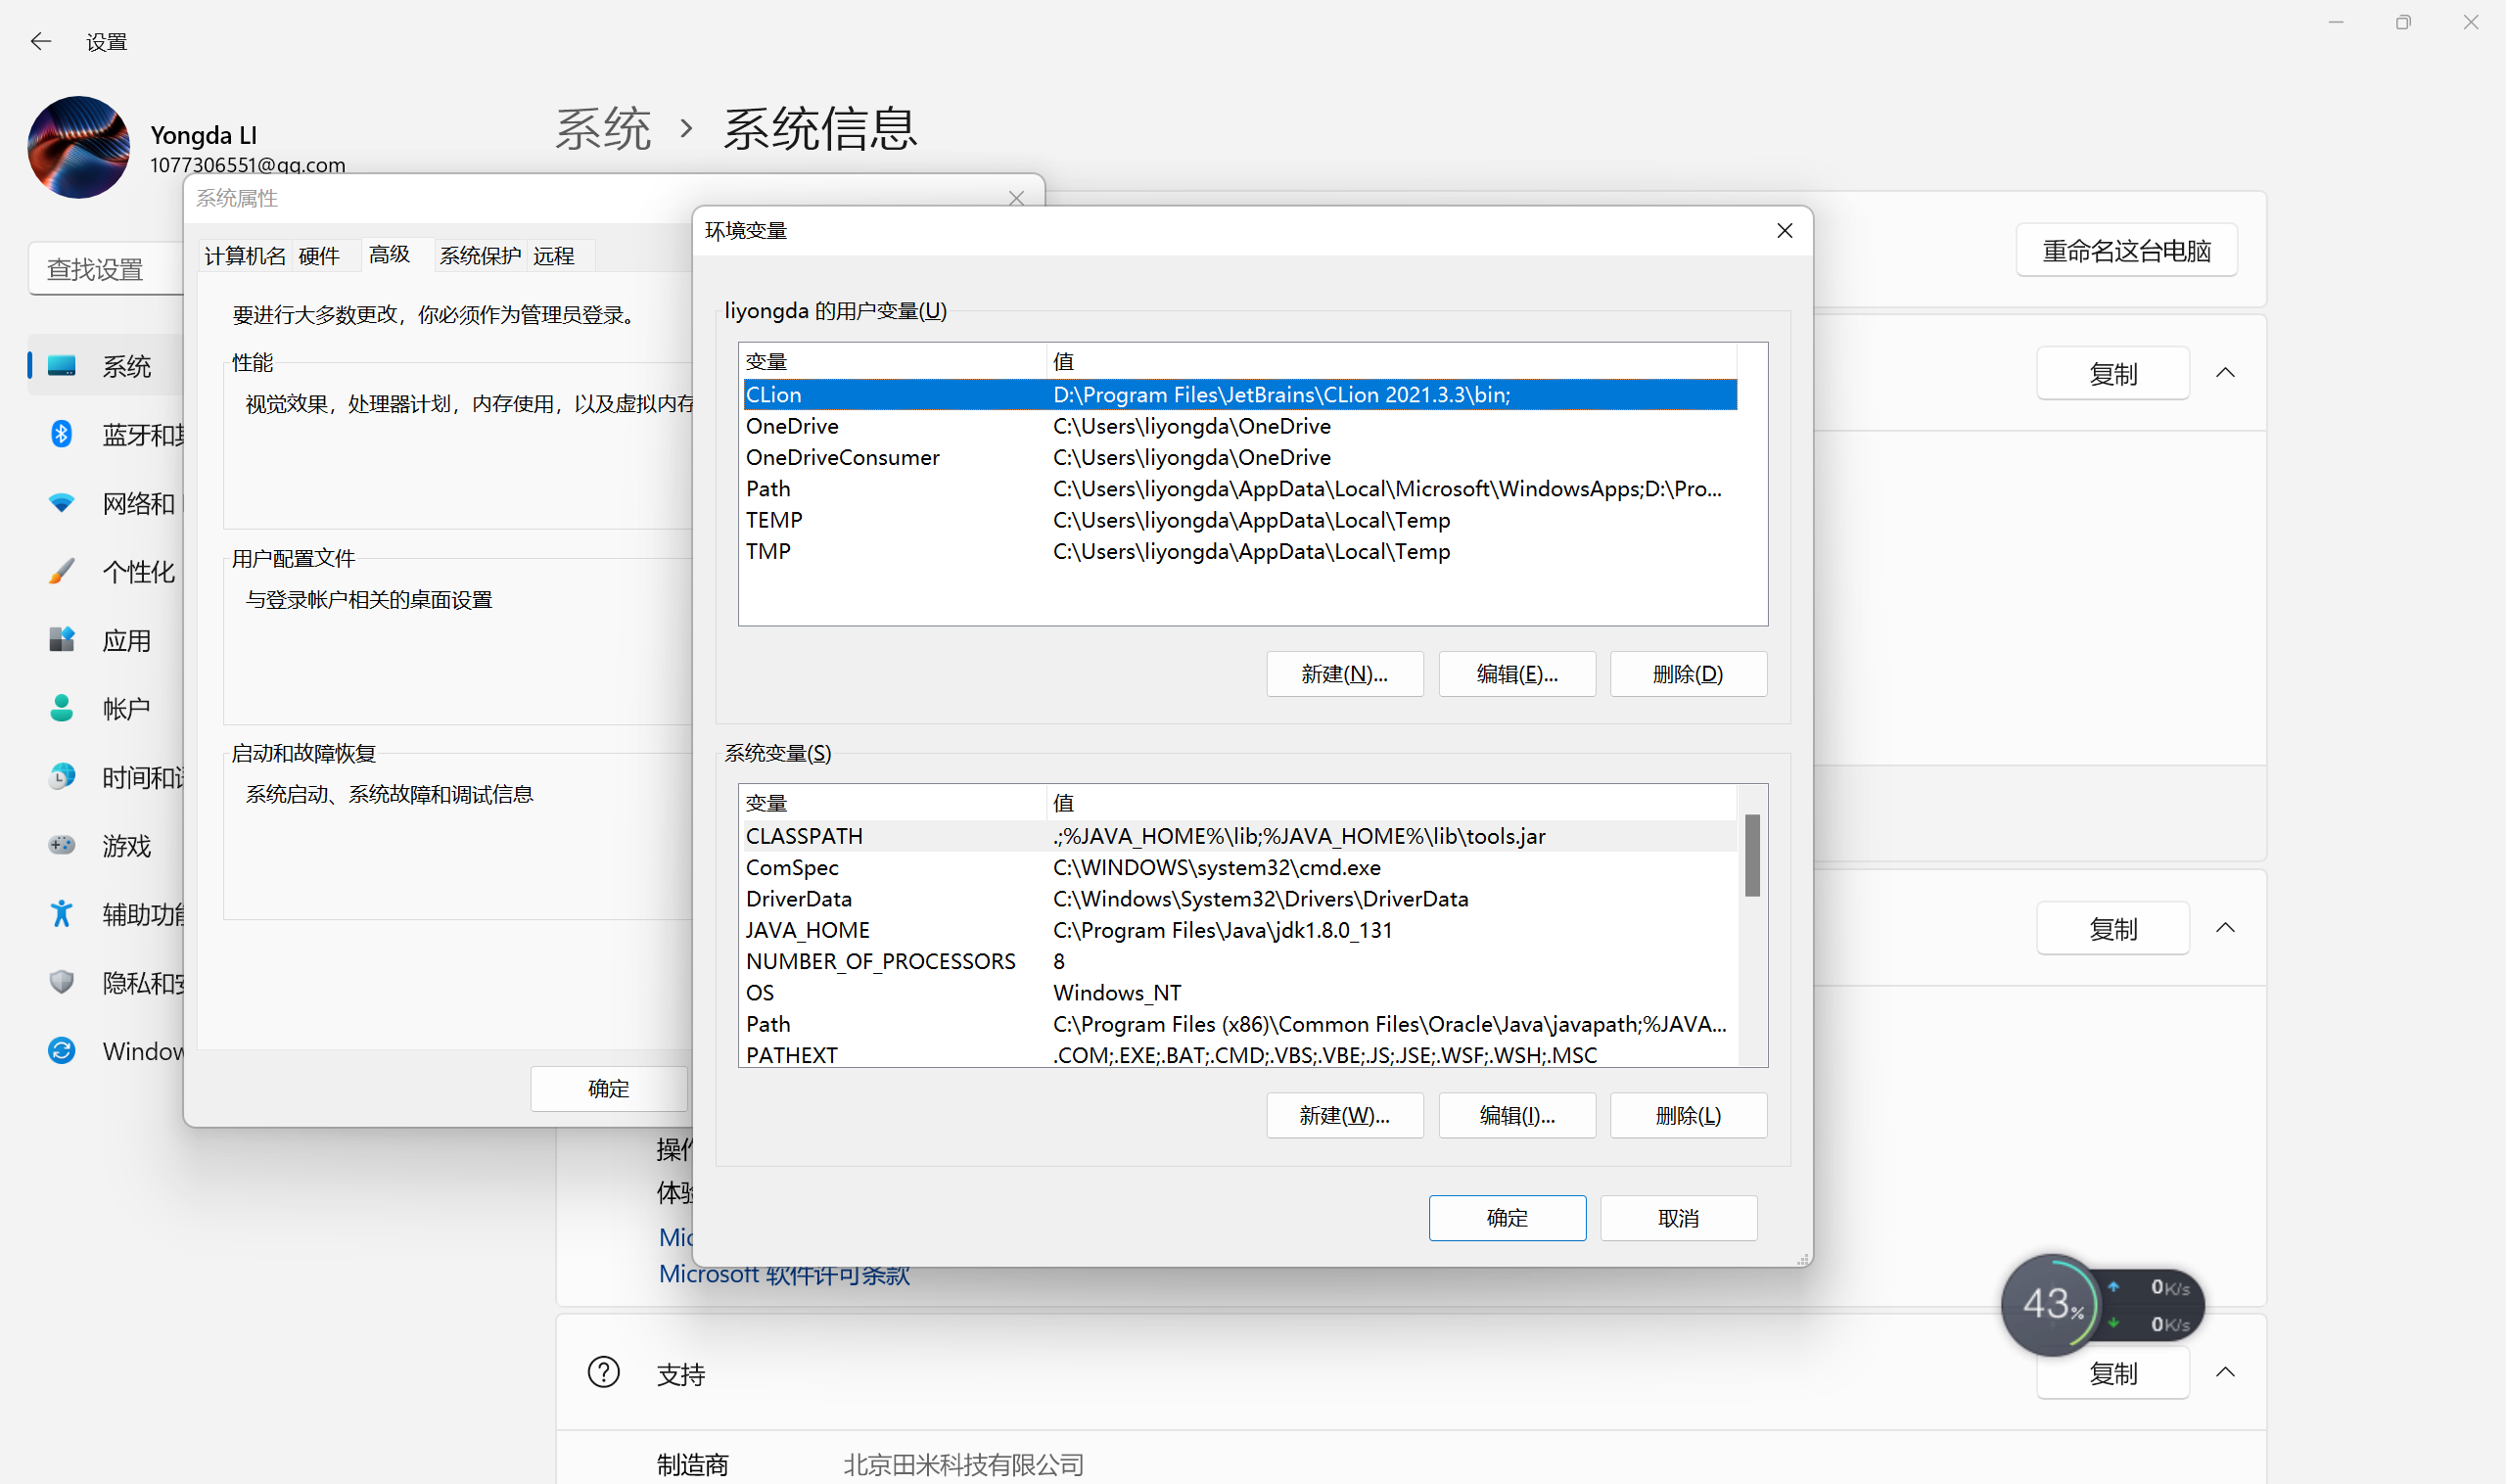 设置
Yongda LI
1077306551@qq.com
系统 › 系统信息
查找设置
系统
蓝牙和其
网络和
个性化
应用
帐户
时间和语
游戏
辅助功能
隐私和安
Window
系统属性
计算机名 硬件 高级 系统保护 远程
要进行大多数更改，你必须作为管理员登录。
性能
视觉效果，处理器计划，内存使用，以及虚拟内存
用户配置文件
与登录帐户相关的桌面设置
启动和故障恢复
系统启动、系统故障和调试信息
确定
环境变量
liyongda 的用户变量(U)
变量 值
CLion D:\Program Files\JetBrains\CLion 2021.3.3\bin;
OneDrive C:\Users\liyongda\OneDrive
OneDriveConsumer C:\Users\liyongda\OneDrive
Path C:\Users\liyongda\AppData\Local\Microsoft\WindowsApps;D:\Pro...
TEMP C:\Users\liyongda\AppData\Local\Temp
TMP C:\Users\liyongda\AppData\Local\Temp
新建(N)... 编辑(E)... 删除(D)
系统变量(S)
变量 值
CLASSPATH .;%JAVA_HOME%\lib;%JAVA_HOME%\lib\tools.jar
ComSpec C:\WINDOWS\system32\cmd.exe
DriverData C:\Windows\System32\Drivers\DriverData
JAVA_HOME C:\Program Files\Java\jdk1.8.0_131
NUMBER_OF_PROCESSORS 8
OS Windows_NT
Path C:\Program Files (x86)\Common Files\Oracle\Java\javapath;%JAVA...
PATHEXT .COM;.EXE;.BAT;.CMD;.VBS;.VBE;.JS;.JSE;.WSF;.WSH;.MSC
新建(W)... 编辑(I)... 删除(L)
确定 取消
重命名这台电脑
复制
复制
操作
体验
Mic
Microsoft 软件许可条款
43%
0K/s
0K/s
支持
复制
制造商 北京田米科技有限公司